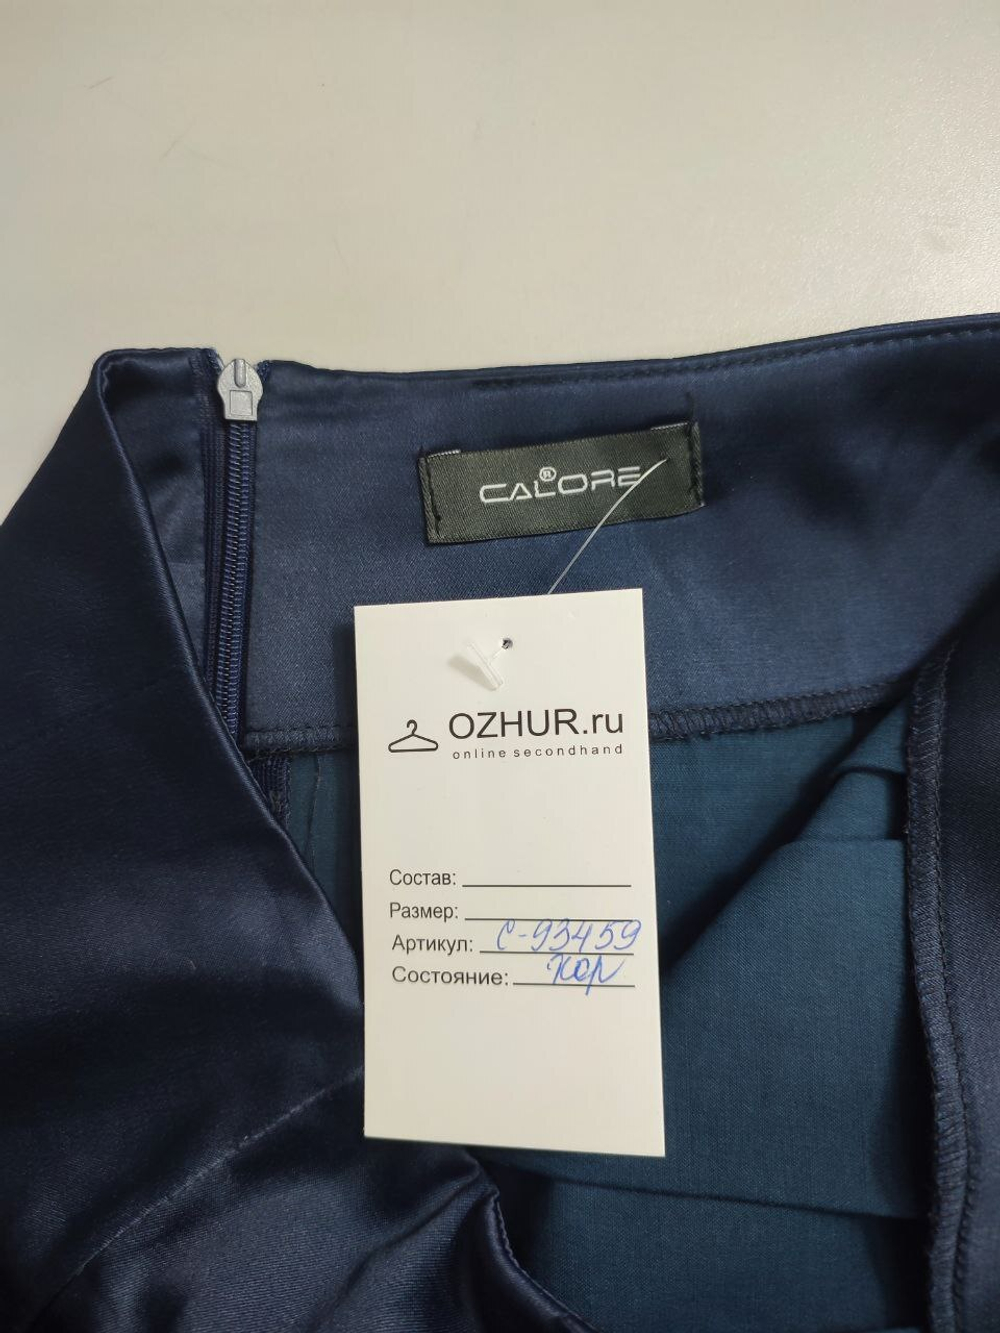 CALORE®
OZHUR.ru
online secondhand
Состав:
Размер:
Артикул: С-93459
Состояние: хор